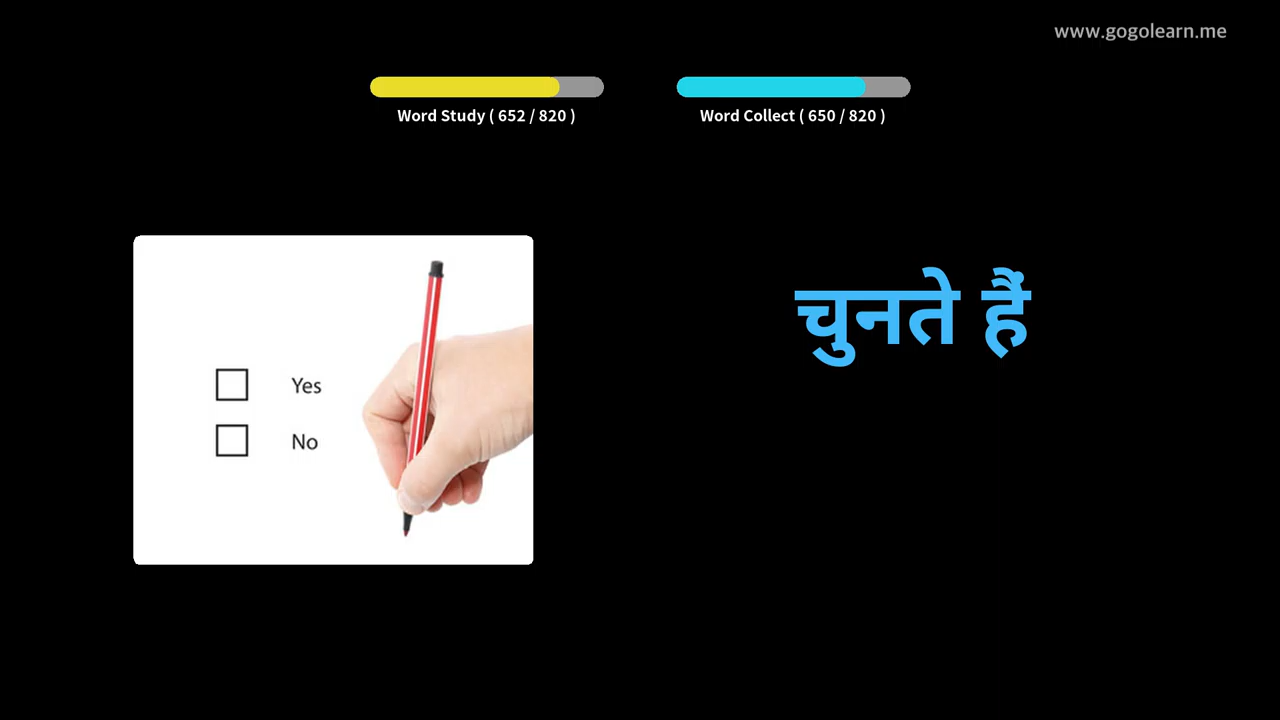 www.gogolearn.me
Word Study ( 652 / 820 )
Word Collect ( 650 / 820 )
चुनते हैं
Yes
No